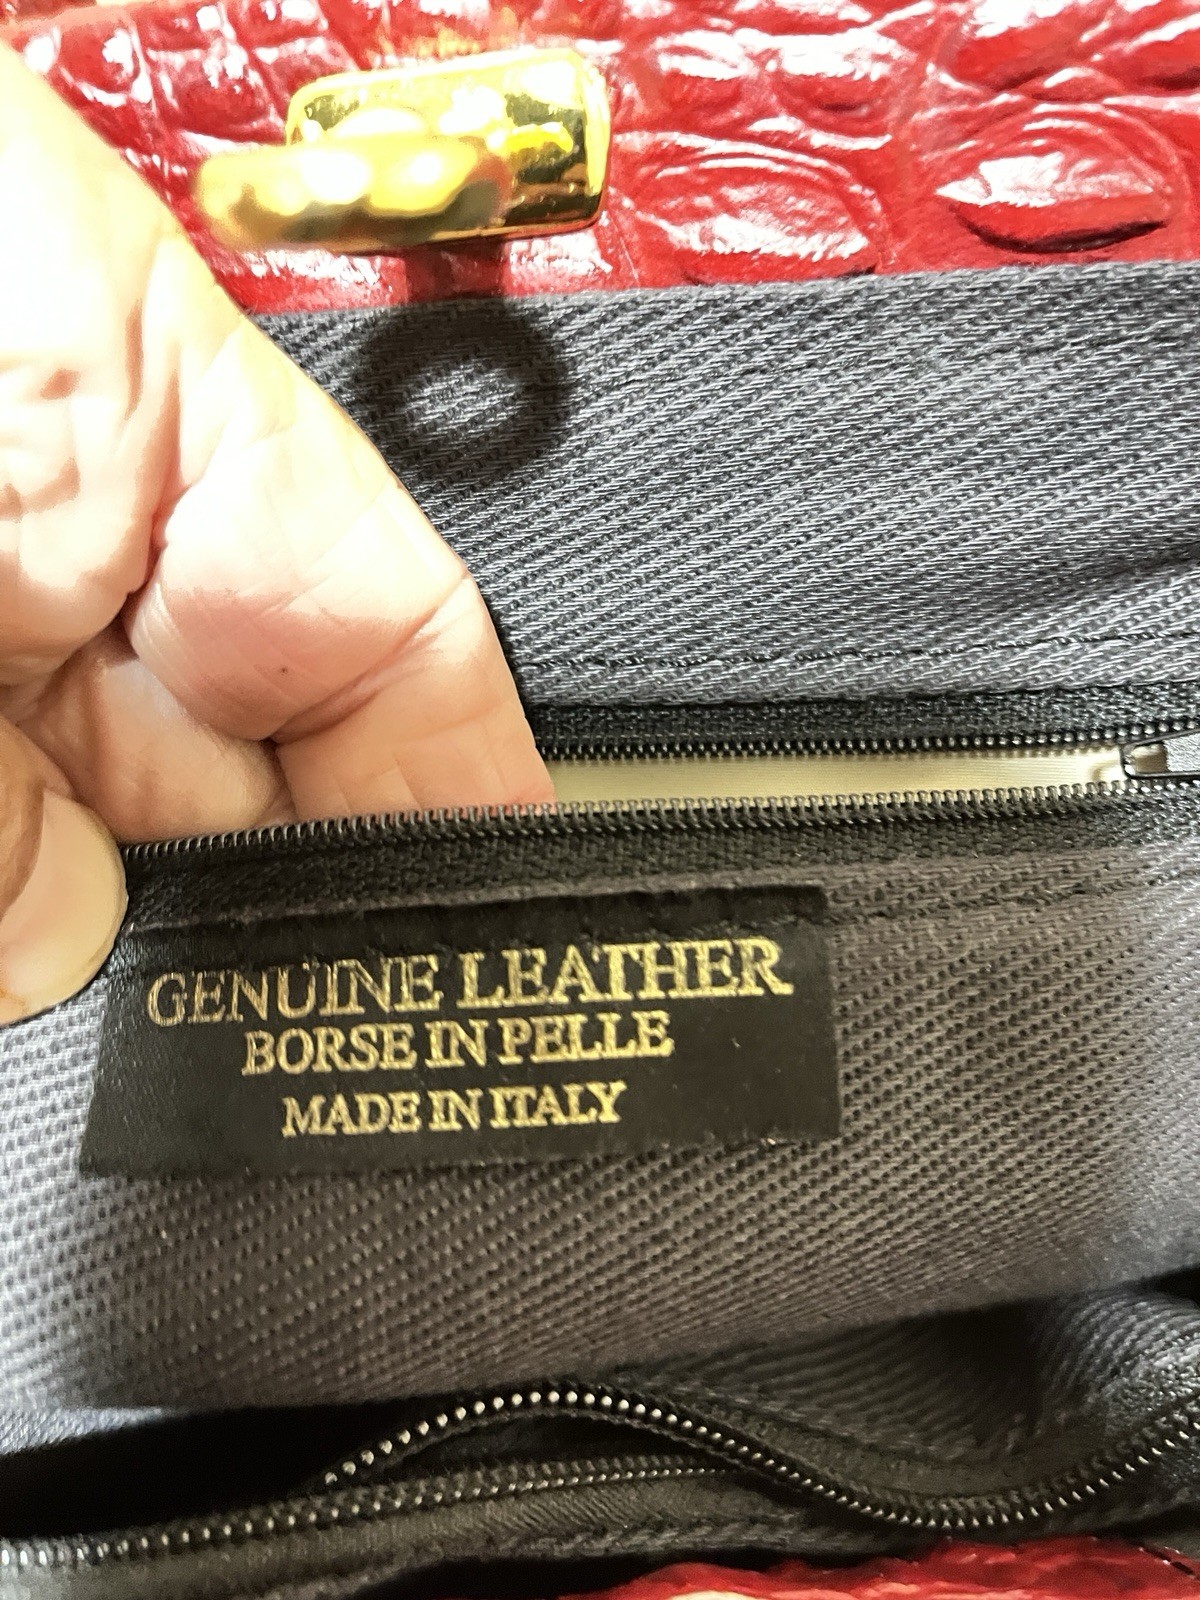 GENUINE LEATHER
BORSE IN PELLE
MADE IN ITALY